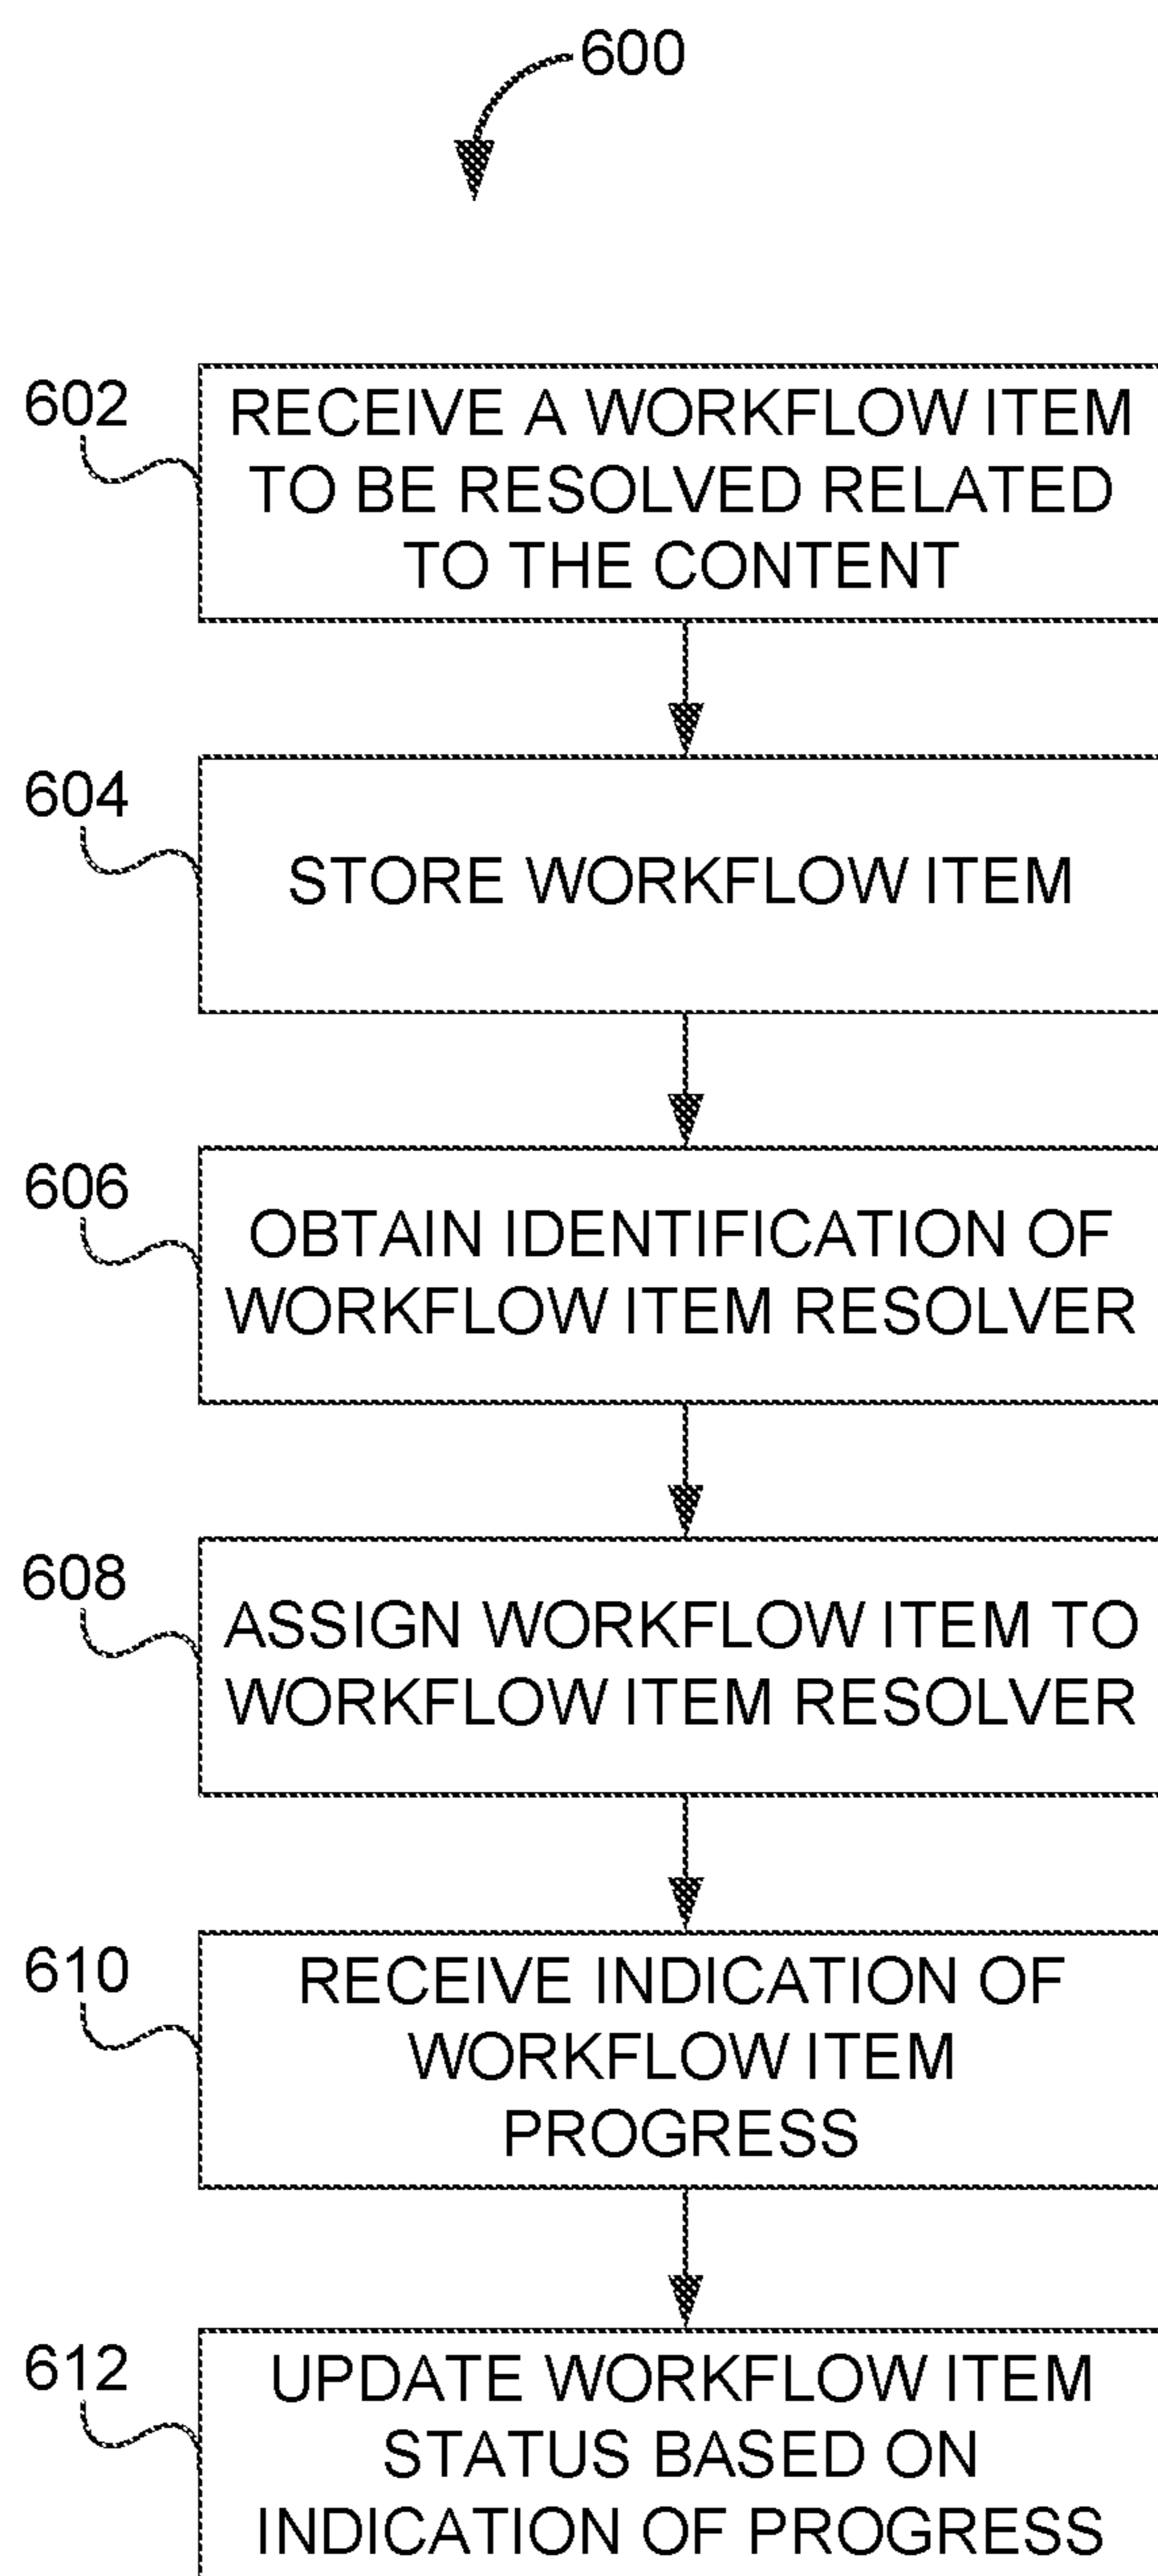 600
602
RECEIVE A WORKFLOW ITEM
TO BE RESOLVED RELATED
TO THE CONTENT
604
STORE WORKFLOW ITEM
606
OBTAIN IDENTIFICATION OF
WORKFLOW ITEM RESOLVER
608
ASSIGN WORKFLOW ITEM TO
WORKFLOW ITEM RESOLVER
610
RECEIVE INDICATION OF
WORKFLOW ITEM
PROGRESS
612
UPDATE WORKFLOW ITEM
STATUS BASED ON
INDICATION OF PROGRESS